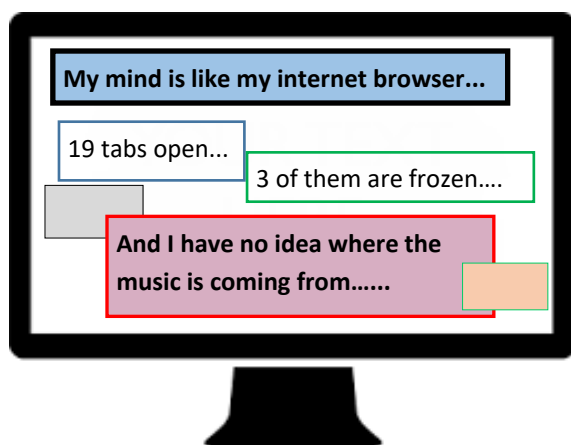 My mind is like my internet browser...
19 tabs open...
3 of them are frozen....
And I have no idea where the
music is coming from......